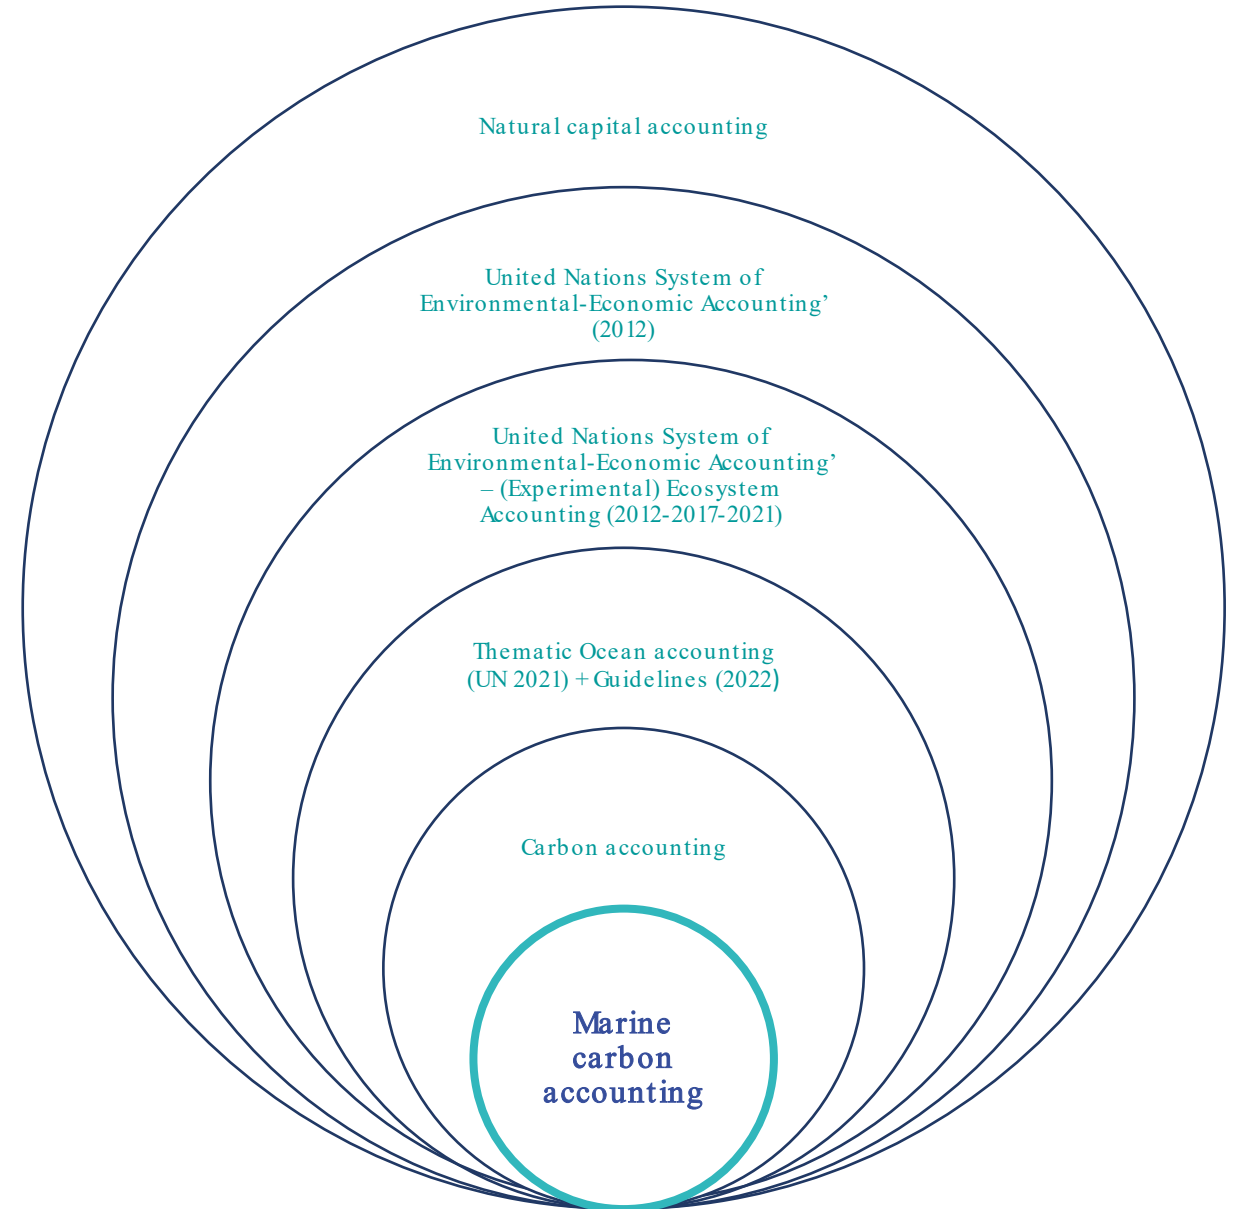 Natural capital accounting
United Nations System of
Environmental-Economic Accounting’
(2012)
United Nations System of
Environmental-Economic Accounting’
– (Experimental) Ecosystem
Accounting (2012-2017-2021)
Thematic Ocean accounting
(UN 2021) + Guidelines (2022)
Carbon accounting
Marine
carbon
accounting